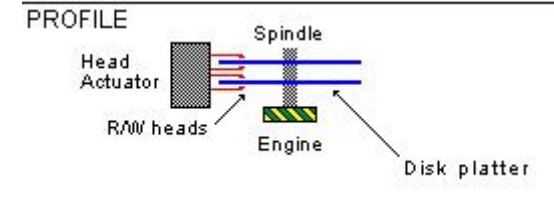 PROFILE
Spindle
Head
Actuator
R/W heads
Engine
Disk platter